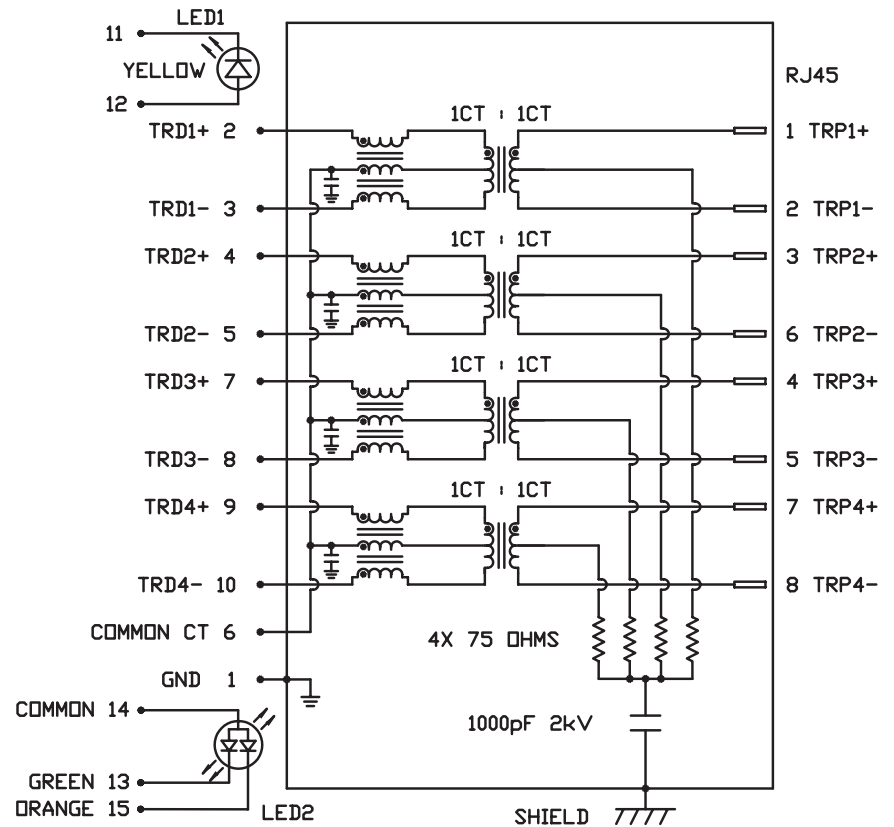 LED1
11
YELLOW
12
RJ45
1CT : 1CT
TRD1+ 2
1 TRP1+
TRD1- 3
2 TRP1-
1CT : 1CT
TRD2+ 4
3 TRP2+
TRD2- 5
6 TRP2-
1CT : 1CT
TRD3+ 7
4 TRP3+
TRD3- 8
5 TRP3-
1CT : 1CT
TRD4+ 9
7 TRP4+
TRD4- 10
8 TRP4-
COMMON CT 6
4X 75 OHMS
GND 1
COMMON 14
1000pF 2kV
GREEN 13
ORANGE 15
LED2
SHIELD